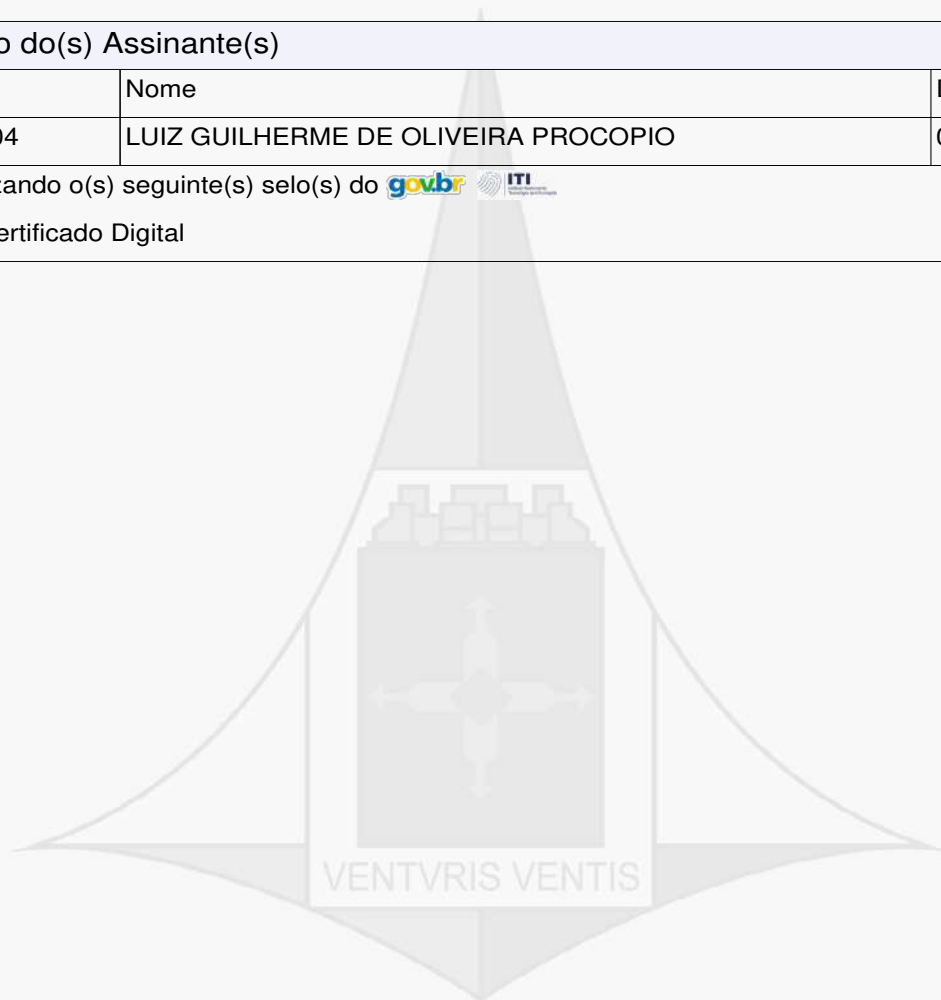 o do(s) Assinante(s)
Nome
04 LUIZ GUILHERME DE OLIVEIRA PROCOPIO
zando o(s) seguinte(s) selo(s) do gov.br ITI
ertificado Digital
VENTVRIS VENTIS